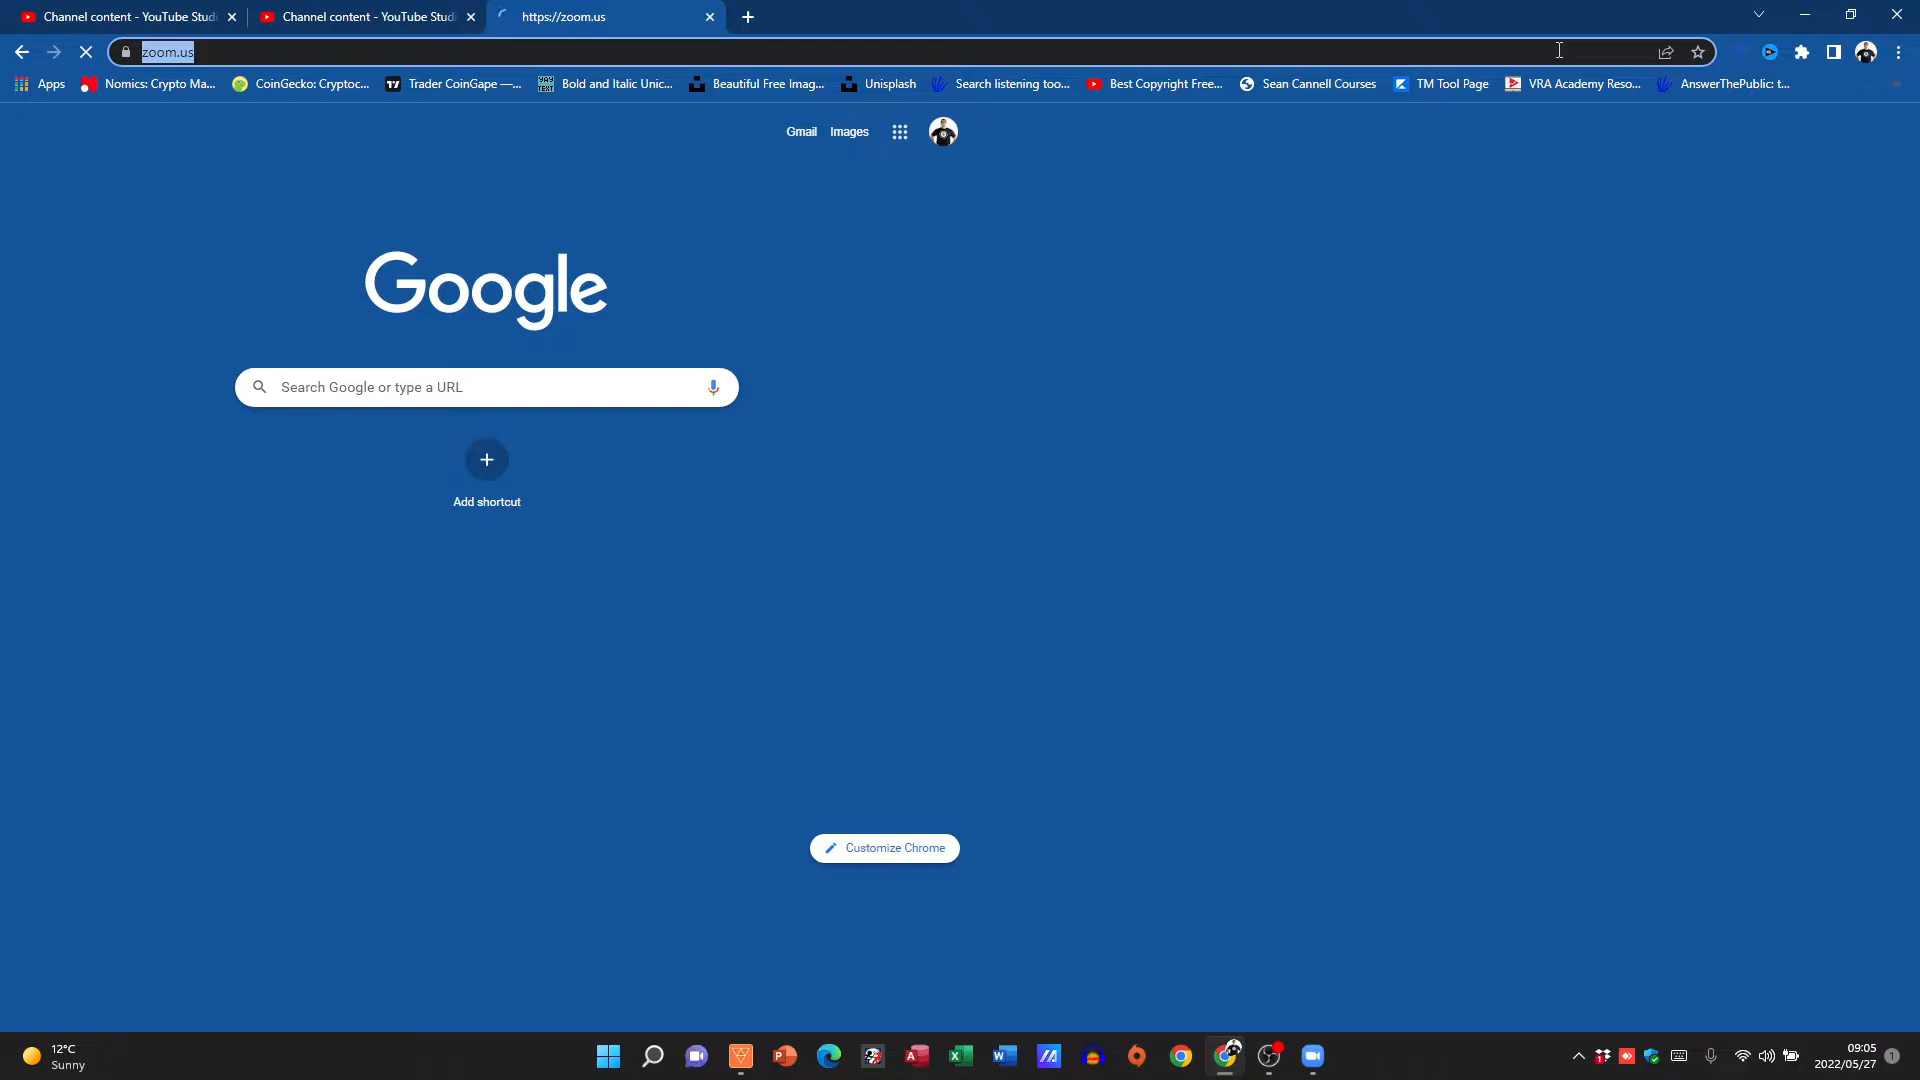 Channel content - YouTube Studi
Channel content - YouTube Studi
https://zoom.us
zoom.us
Apps
Nomics: Crypto Ma...
CoinGecko: Cryptoc...
Trader CoinGape —...
YAY TEXT
Bold and Italic Unic...
Beautiful Free Imag...
Unisplash
Search listening too...
Best Copyright Free...
Sean Cannell Courses
TM Tool Page
VRA Academy Reso...
AnswerThePublic: t...
Gmail
Images
Google
Search Google or type a URL
Add shortcut
Customize Chrome
12°C
Sunny
09:05
2022/05/27
1